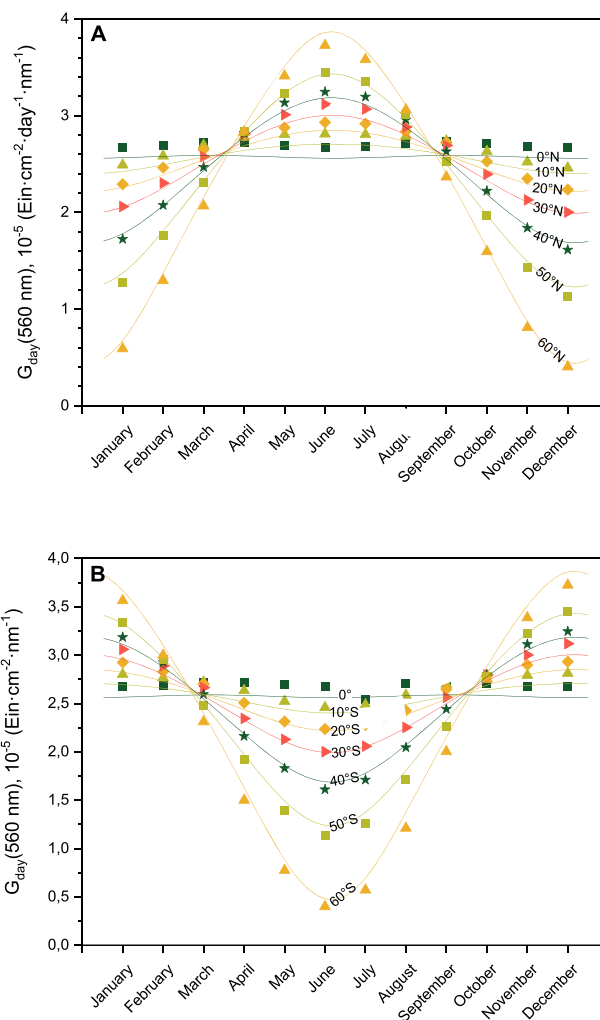 A
4
3
2
1
0
G_day(560 nm), 10^-5 (Ein·cm^-2·day^-1·nm^-1)
0°N
10°N
20°N
30°N
40°N
50°N
60°N
January
February
March
April
May
June
July
Augu.
September
October
November
December
B
4,0
3,5
3,0
2,5
2,0
1,5
1,0
0,5
0,0
G_day(560 nm), 10^-5 (Ein·cm^-2·nm^-1)
0°
10°S
20°S
30°S
40°S
50°S
60°S
January
February
March
April
May
June
July
August
September
October
November
December